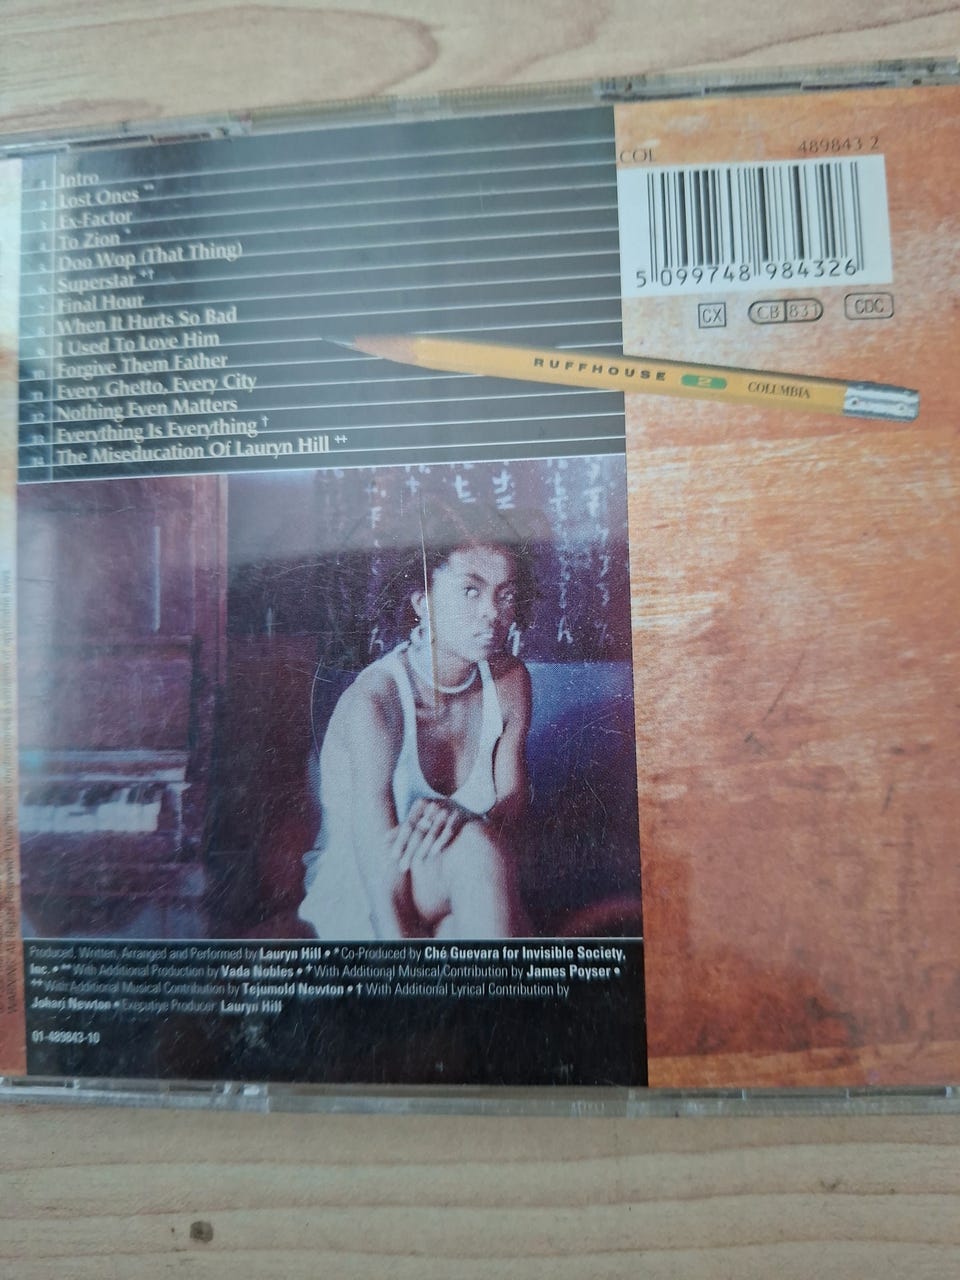 1. Intro
2. Lost Ones **
3. Ex-Factor
4. To Zion *
5. Doo Wop (That Thing)
6. Superstar *†
7. Final Hour
8. When It Hurts So Bad
9. I Used To Love Him
10. Forgive Them Father
11. Every Ghetto, Every City
12. Nothing Even Matters
13. Everything Is Everything †
14. The Miseducation Of Lauryn Hill ‡
COL 489843 2
5 099748 984326
CX CB 831 CDC
RUFFHOUSE 2 COLUMBIA
Produced, Written, Arranged and Performed by Lauryn Hill • * Co-Produced by Ché Guevara for Invisible Society,
Inc. • ** With Additional Production by Vada Nobles • + With Additional Musical Contribution by James Poyser •
‡ With Additional Musical Contribution by Tejumold Newton • † With Additional Lyrical Contribution by
Johari Newton • Executive Producer: Lauryn Hill
01-489843-10